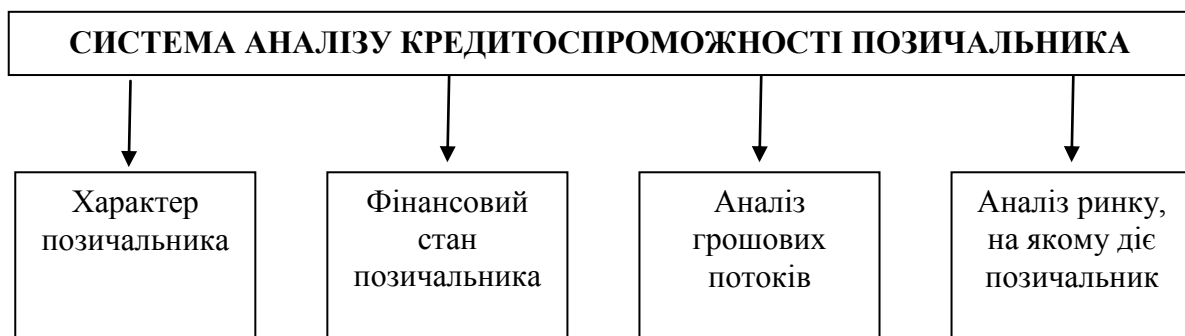 СИСТЕМА АНАЛІЗУ КРЕДИТОСПРОМОЖНОСТІ ПОЗИЧАЛЬНИКА
Характер
позичальника
Фінансовий
стан
позичальника
Аналіз
грошових
потоків
Аналіз ринку,
на якому діє
позичальник